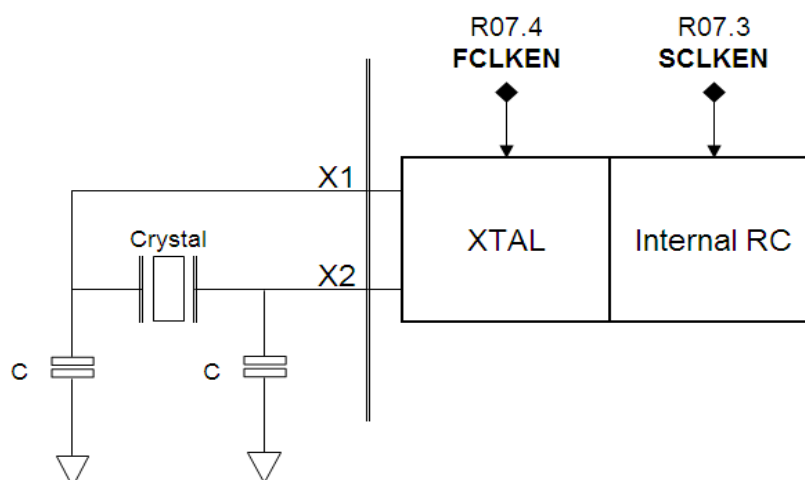 R07.4
FCLKEN
R07.3
SCLKEN
X1
XTAL
Internal RC
Crystal
X2
C
C